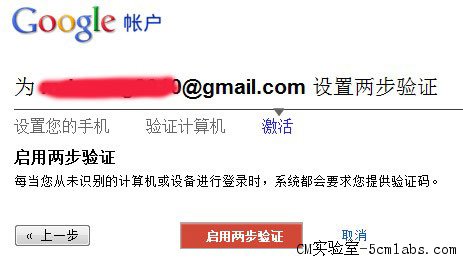 Google 帐户
为 0@gmail.com 设置两步验证
设置您的手机 验证计算机 激活
启用两步验证
每当您从未识别的计算机或设备进行登录时，系统都会要求您提供验证码。
« 上一步 启用两步验证 取消
CM实验室-5cmlabs.com